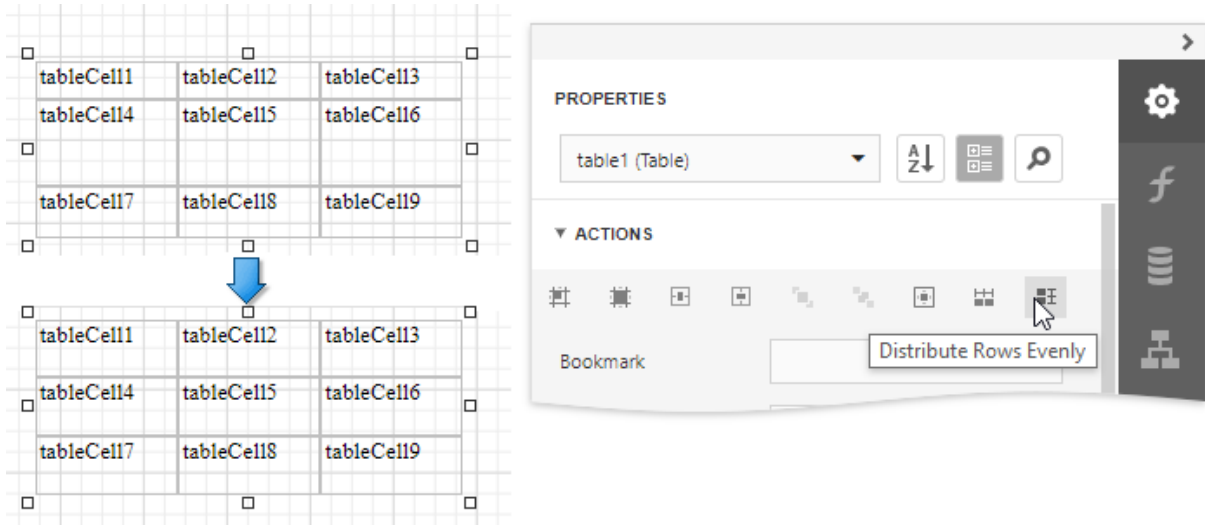 tableCell1 tableCell2 tableCell3
tableCell4 tableCell5 tableCell6
tableCell7 tableCell8 tableCell9
tableCell1 tableCell2 tableCell3
tableCell4 tableCell5 tableCell6
tableCell7 tableCell8 tableCell9
PROPERTIES
table1 (Table)
A
Z
f
ACTIONS
Distribute Rows Evenly
Bookmark